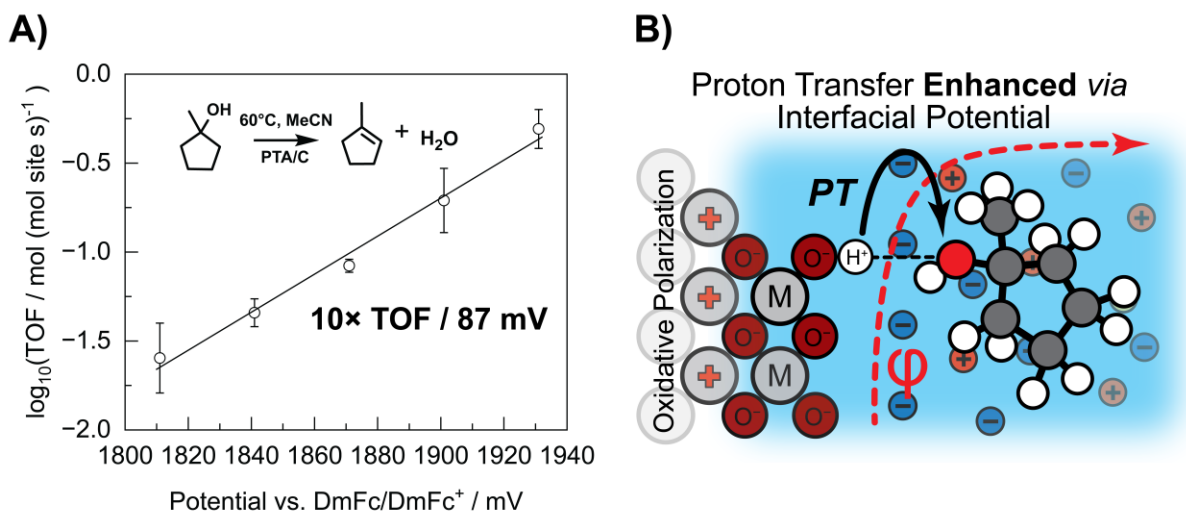 A)
log₁₀(TOF / mol (mol site s)⁻¹)
0.0
−0.5
−1.0
−1.5
−2.0
1800 1820 1840 1860 1880 1900 1920 1940
Potential vs. DmFc/DmFc⁺ / mV
OH
60°C, MeCN
PTA/C
+ H₂O
10× TOF / 87 mV
B)
Proton Transfer Enhanced via
Interfacial Potential
Oxidative Polarization
PT
+
+
+
O⁻ O⁻ H⁺
M
O⁻ O⁻
M
O⁻ O⁻
φ